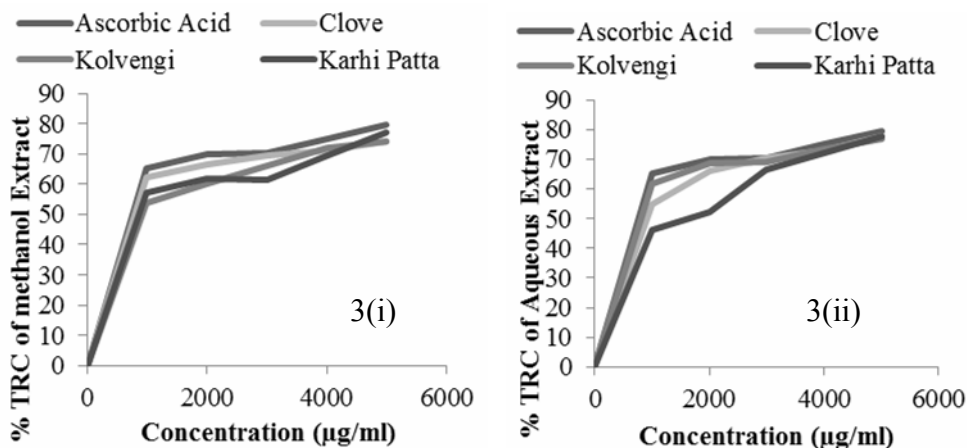 Ascorbic Acid Clove
Kolvengi Karhi Patta
% TRC of methanol Extract
90
80
70
60
50
40
30
20
10
0
3(i)
0 2000 4000 6000
Concentration (µg/ml)
Ascorbic Acid Clove
Kolvengi Karhi Patta
% TRC of Aqueous Extract
90
80
70
60
50
40
30
20
10
0
3(ii)
0 2000 4000 6000
Concentration (µg/ml)